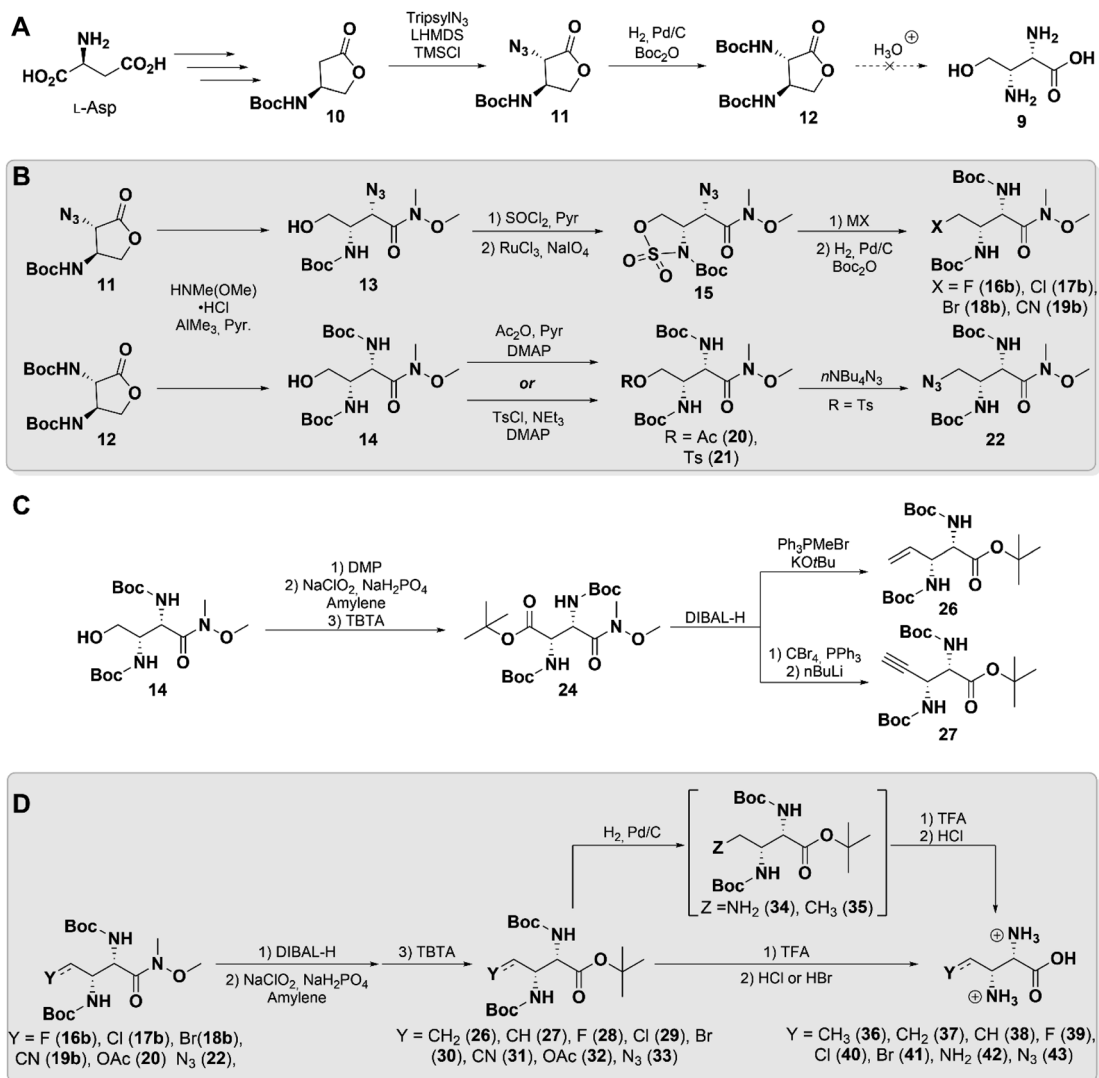 A
NH2
HO2C
CO2H
L-Asp
O
O
BocHN
10
TripsylN3
LHMDS
TMSCl
N3
O
O
BocHN
11
H2, Pd/C
Boc2O
BocHN
O
O
BocHN
12
H3O
⊕
NH2
HO
OH
O
NH2
9
B
N3
O
O
BocHN
11
HNMe(OMe)
•HCl
AlMe3, Pyr.
BocHN
O
O
BocHN
12
N3
HO
N
O
O
NH
Boc
13
1) SOCl2, Pyr
2) RuCl3, NaIO4
N3
O
N
O
S
N
O
O
O
Boc
15
1) MX
2) H2, Pd/C
Boc2O
Boc
NH
X
N
O
NH
O
Boc
X = F (16b), Cl (17b),
Br (18b), CN (19b)
Boc
NH
HO
N
O
NH
O
Boc
14
Ac2O, Pyr
DMAP
or
TsCl, NEt3
DMAP
Boc
NH
RO
N
O
NH
O
Boc
R = Ac (20),
Ts (21)
nNBu4N3
R = Ts
Boc
NH
N3
N
O
NH
O
Boc
22
C
Boc
NH
HO
N
O
NH
O
Boc
14
1) DMP
2) NaClO2, NaH2PO4
Amylene
3) TBTA
O
HN
Boc
O
N
O
NH
O
Boc
24
DIBAL-H
Ph3PMeBr
KOtBu
1) CBr4, PPh3
2) nBuLi
Boc
NH
O
NH
O
Boc
26
Boc
NH
O
NH
O
Boc
27
D
Boc
NH
Y
N
O
NH
O
Boc
Y = F (16b), Cl (17b), Br(18b),
CN (19b), OAc (20) N3 (22),
1) DIBAL-H
2) NaClO2, NaH2PO4
Amylene
3) TBTA
Boc
NH
Y
O
NH
O
Boc
Y = CH2 (26), CH (27), F (28), Cl (29), Br
(30), CN (31), OAc (32), N3 (33)
H2, Pd/C
Boc
NH
Z
O
NH
O
Boc
Z =NH2 (34), CH3 (35)
1) TFA
2) HCl
1) TFA
2) HCl or HBr
⊕
NH3
Y
OH
O
⊕
NH3
Y = CH3 (36), CH2 (37), CH (38), F (39),
Cl (40), Br (41), NH2 (42), N3 (43)